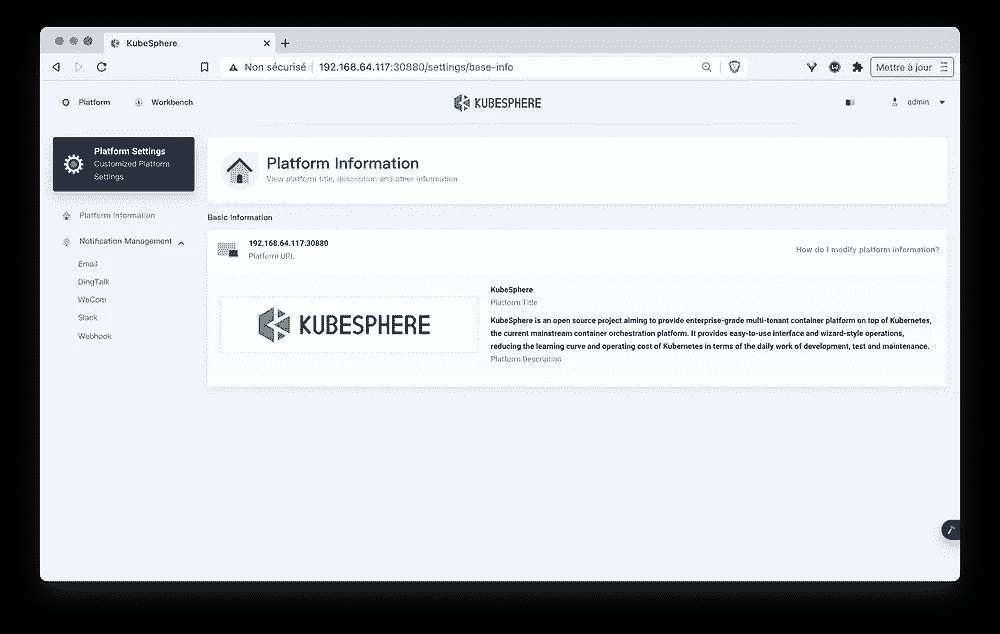 KubeSphere
Non sécurisé
192.168.64.117:30880/settings/base-info
Mettre à jour
Platform
Workbench
KUBESPHERE
admin
Platform Settings
Customized Platform
Settings
Platform Information
View platform title, description and other information
Platform Information
Notification Management
Email
DingTalk
WeCom
Slack
Webhook
Basic Information
192.168.64.117:30880
Platform URL
How do I modify platform information?
KUBESPHERE
KubeSphere
Platform Title
KubeSphere is an open source project aiming to provide enterprise-grade multi-tenant container platform on top of Kubernetes,
the current mainstream container orchestration platform. It provides easy-to-use interface and wizard-style operations,
reducing the learning curve and operating cost of Kubernetes in terms of the daily work of development, test and maintenance.
Platform Description